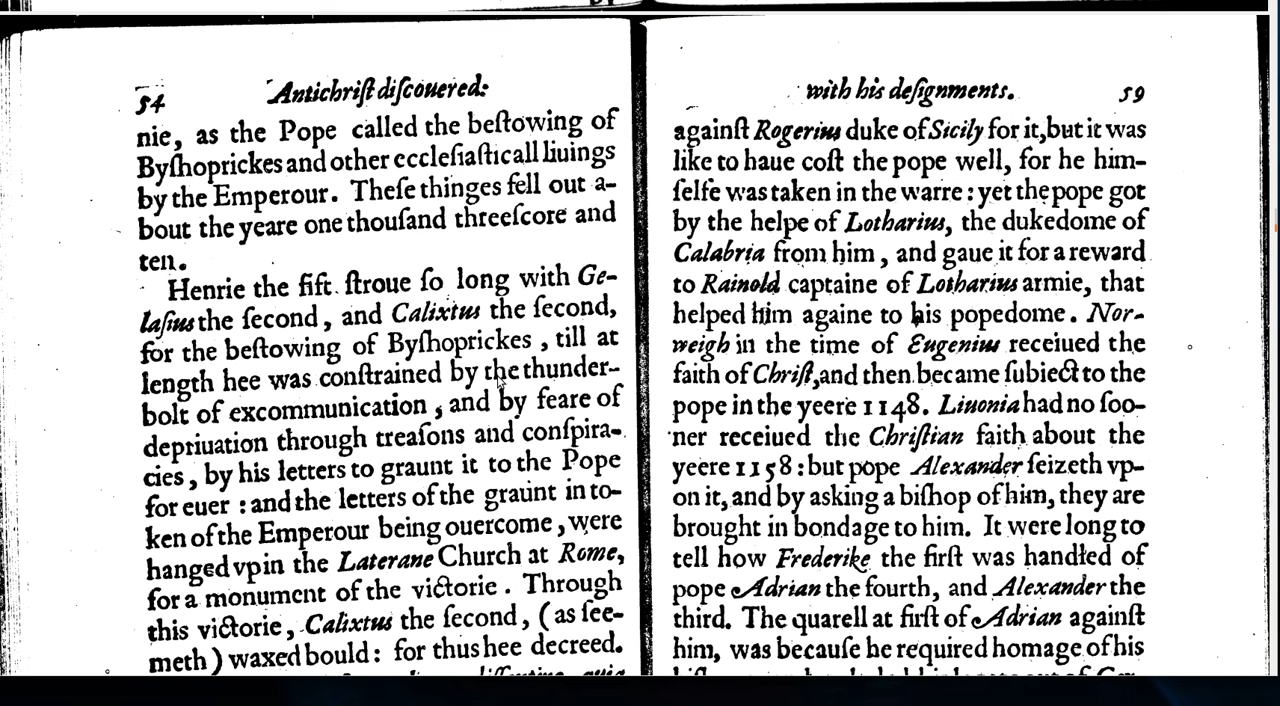 54 Antichriſt diſcouered:
nie, as the Pope called the beſtowing of
Byſhoprickes and other eccleſiaſticall liuings
by the Emperour. Theſe thinges fell out a-
bout the yeare one thouſand threeſcore and
ten.
Henrie the fift ſtroue ſo long with Ge-
laſius the ſecond, and Calixtus the ſecond,
for the beſtowing of Byſhoprickes, till at
length hee was conſtrained by the thunder-
bolt of excommunication, and by feare of
depriuation through treaſons and conſpira-
cies, by his letters to graunt it to the Pope
for euer: and the letters of the graunt in to-
ken of the Emperour being ouercome, were
hanged vp in the Laterane Church at Rome,
for a monument of the victorie. Through
this victorie, Calixtus the ſecond, (as ſee-
meth) waxed bould: for thus hee decreed.
with his deſignments. 59
againſt Rogerius duke of Sicily for it, but it was
like to haue coſt the pope well, for he him-
ſelfe was taken in the warre: yet the pope got
by the helpe of Lotharius, the dukedome of
Calabria from him, and gaue it for a reward
to Rainold captaine of Lotharius armie, that
helped him againe to his popedome. Nor-
weigh in the time of Eugenius receiued the
faith of Chriſt, and then became ſubiect to the
pope in the yeere 1148. Liuonia had no ſoo-
ner receiued the Chriſtian faith about the
yeere 1158: but pope Alexander ſeizeth vp-
on it, and by asking a biſhop of him, they are
brought in bondage to him. It were long to
tell how Frederike the firſt was handled of
pope Adrian the fourth, and Alexander the
third. The quarell at firſt of Adrian againſt
him, was becauſe he required homage of his